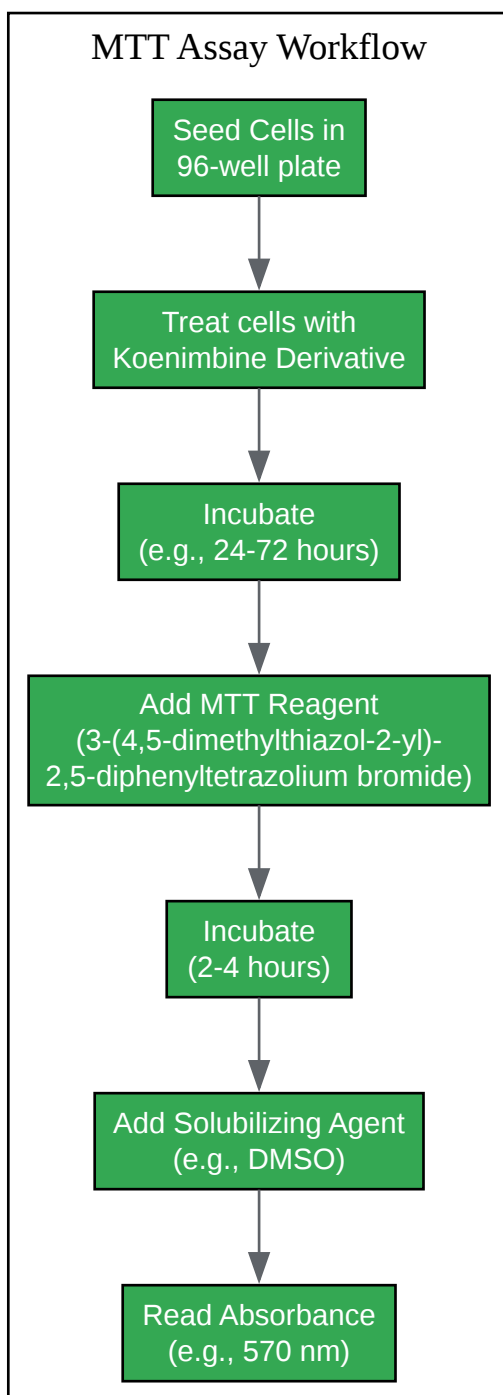 MTT Assay Workflow
Seed Cells in
96-well plate
Treat cells with
Koenimbine Derivative
Incubate
(e.g., 24-72 hours)
Add MTT Reagent
(3-(4,5-dimethylthiazol-2-yl)-
2,5-diphenyltetrazolium bromide)
Incubate
(2-4 hours)
Add Solubilizing Agent
(e.g., DMSO)
Read Absorbance
(e.g., 570 nm)